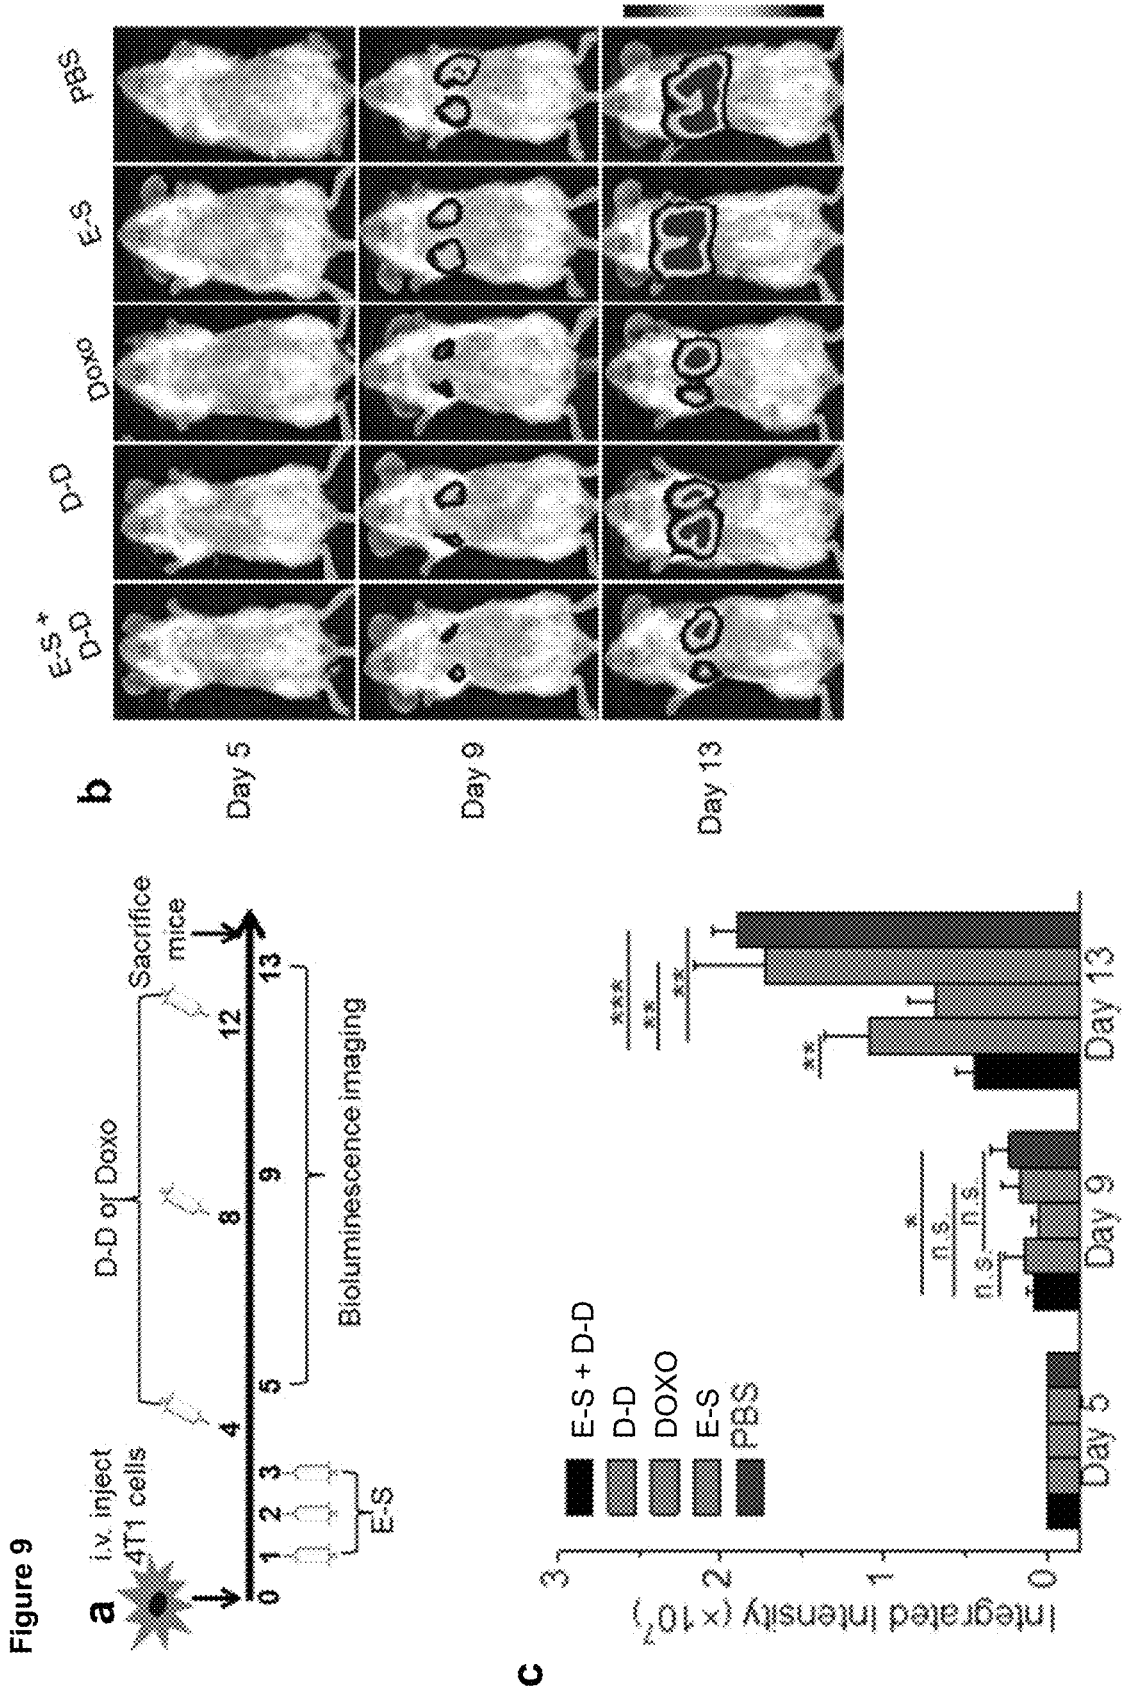 Figure 9
a
i.v. inject
4T1 cells
D-D or Doxo
Sacrifice
mice
0 1 2 3 4 5 8 9 12 13
E-S
Bioluminescence imaging
b
E-S +
D-D
D-D
Doxo
E-S
PBS
Day 5
Day 9
Day 13
c
Integrated Intensity (×10⁷)
3
2
1
0
E-S + D-D
D-D
DOXO
E-S
PBS
n.s.
n.s.
n.s.
*
**
**
**
***
Day 5
Day 9
Day 13